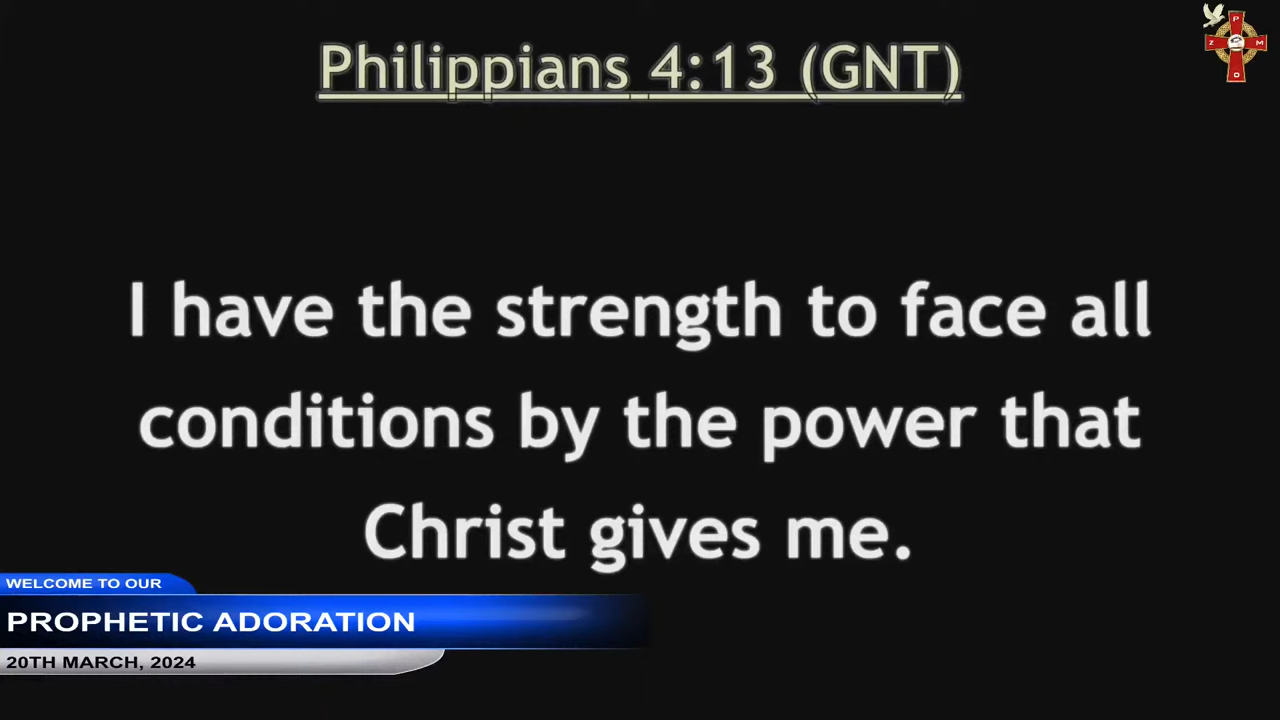 Philippians 4:13 (GNT)
I have the strength to face all
conditions by the power that
Christ gives me.
WELCOME TO OUR
PROPHETIC ADORATION
20TH MARCH, 2024
P
Z M
O